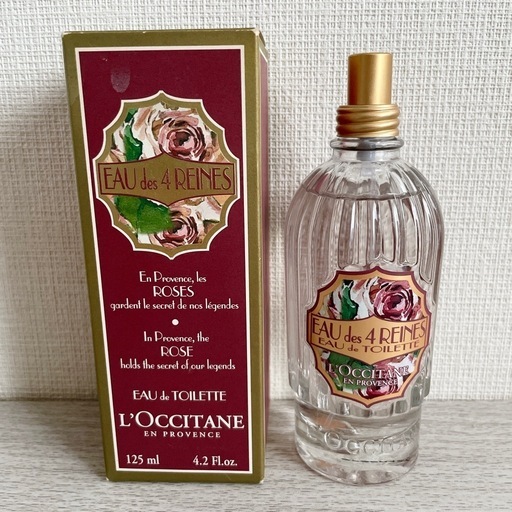 EAU des 4 REINES
En Provence, les
ROSES
gardent le secret de nos légendes
•
In Provence, the
ROSE
holds the secret of our legends
EAU de TOILETTE
L'OCCITANE
EN PROVENCE
125 ml 4.2 Fl.oz.
EAU des 4 REINES
EAU de TOILETTE
L'OCCITANE
EN PROVENCE
L'OCCIT